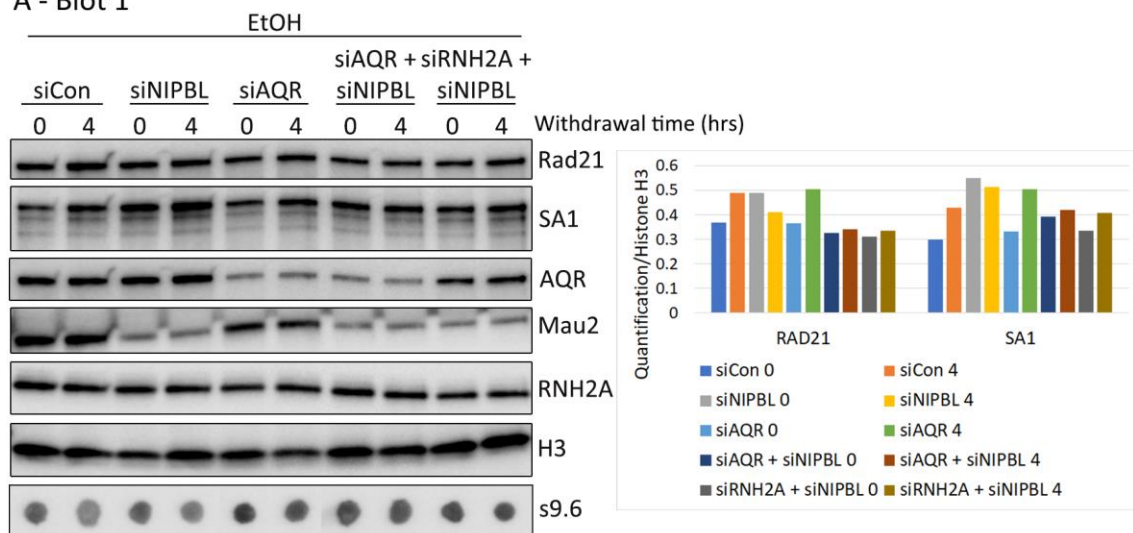 A - Blot 1
EtOH
siAQR + siRNH2A +
siCon siNIPBL siAQR siNIPBL siNIPBL
0 4 0 4 0 4 0 4 0 4 Withdrawal time (hrs)
Rad21
SA1
AQR
Mau2
RNH2A
H3
s9.6
Quantification/Histone H3
0.6
0.5
0.4
0.3
0.2
0.1
0
RAD21 SA1
siCon 0 siCon 4
siNIPBL 0 siNIPBL 4
siAQR 0 siAQR 4
siAQR + siNIPBL 0 siAQR + siNIPBL 4
siRNH2A + siNIPBL 0 siRNH2A + siNIPBL 4